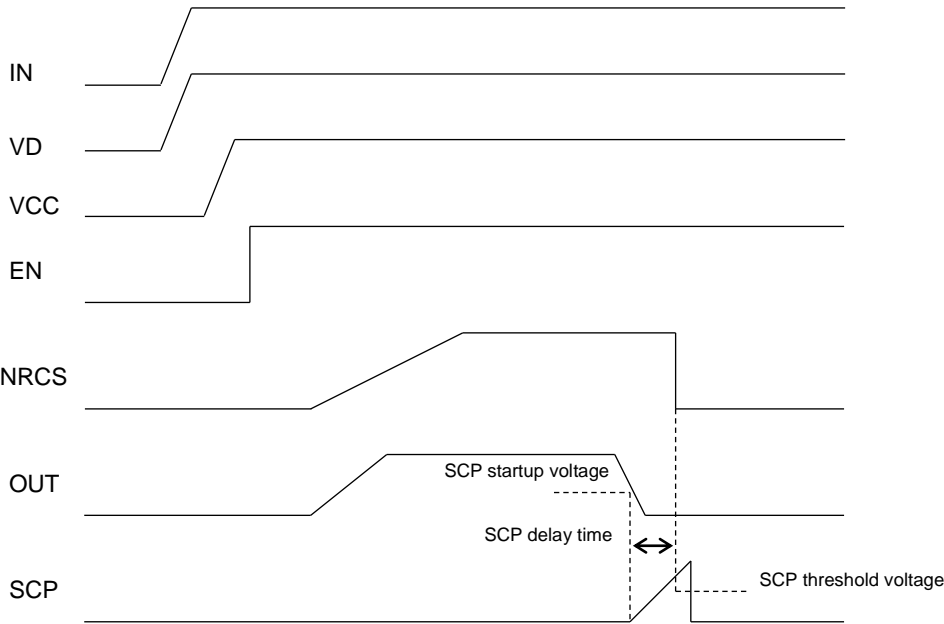 IN
VD
VCC
EN
NRCS
OUT
SCP startup voltage
SCP delay time
SCP
SCP threshold voltage